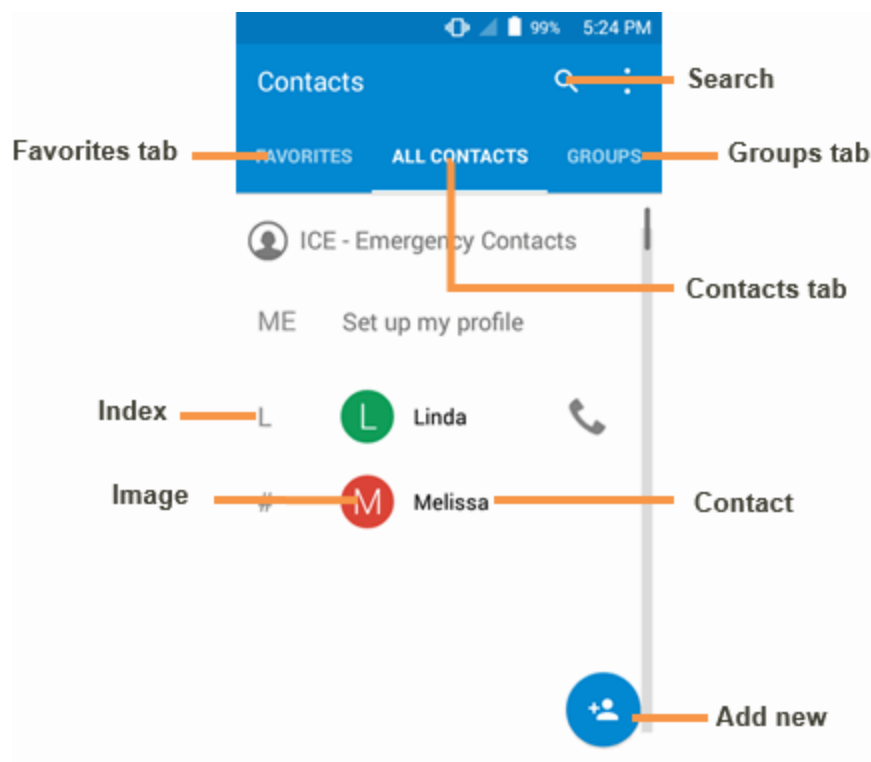 99% 5:24 PM
Contacts
Search
Favorites tab
FAVORITES
ALL CONTACTS
GROUPS
Groups tab
ICE - Emergency Contacts
Contacts tab
ME Set up my profile
Index
L L Linda
Image
# M Melissa
Contact
Add new